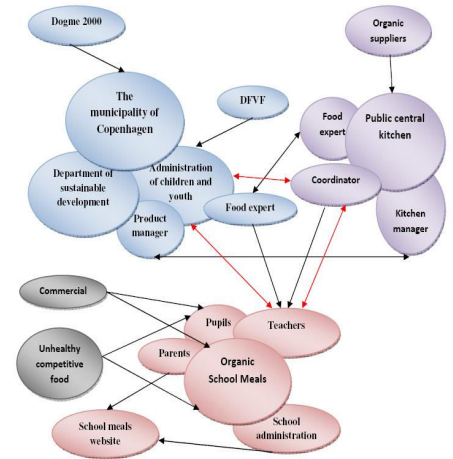 Dogme 2000
Organic
suppliers
The
municipality of
Copenhagen
DFVF
Food
expert
Public central
kitchen
Department of
sustainable
development
Administration
of children and
youth
Coordinator
Product
manager
Food expert
Kitchen
manager
Commercial
Pupils
Teachers
Unhealthy
competitive
food
Parents
Organic
School Meals
School meals
website
School
administration